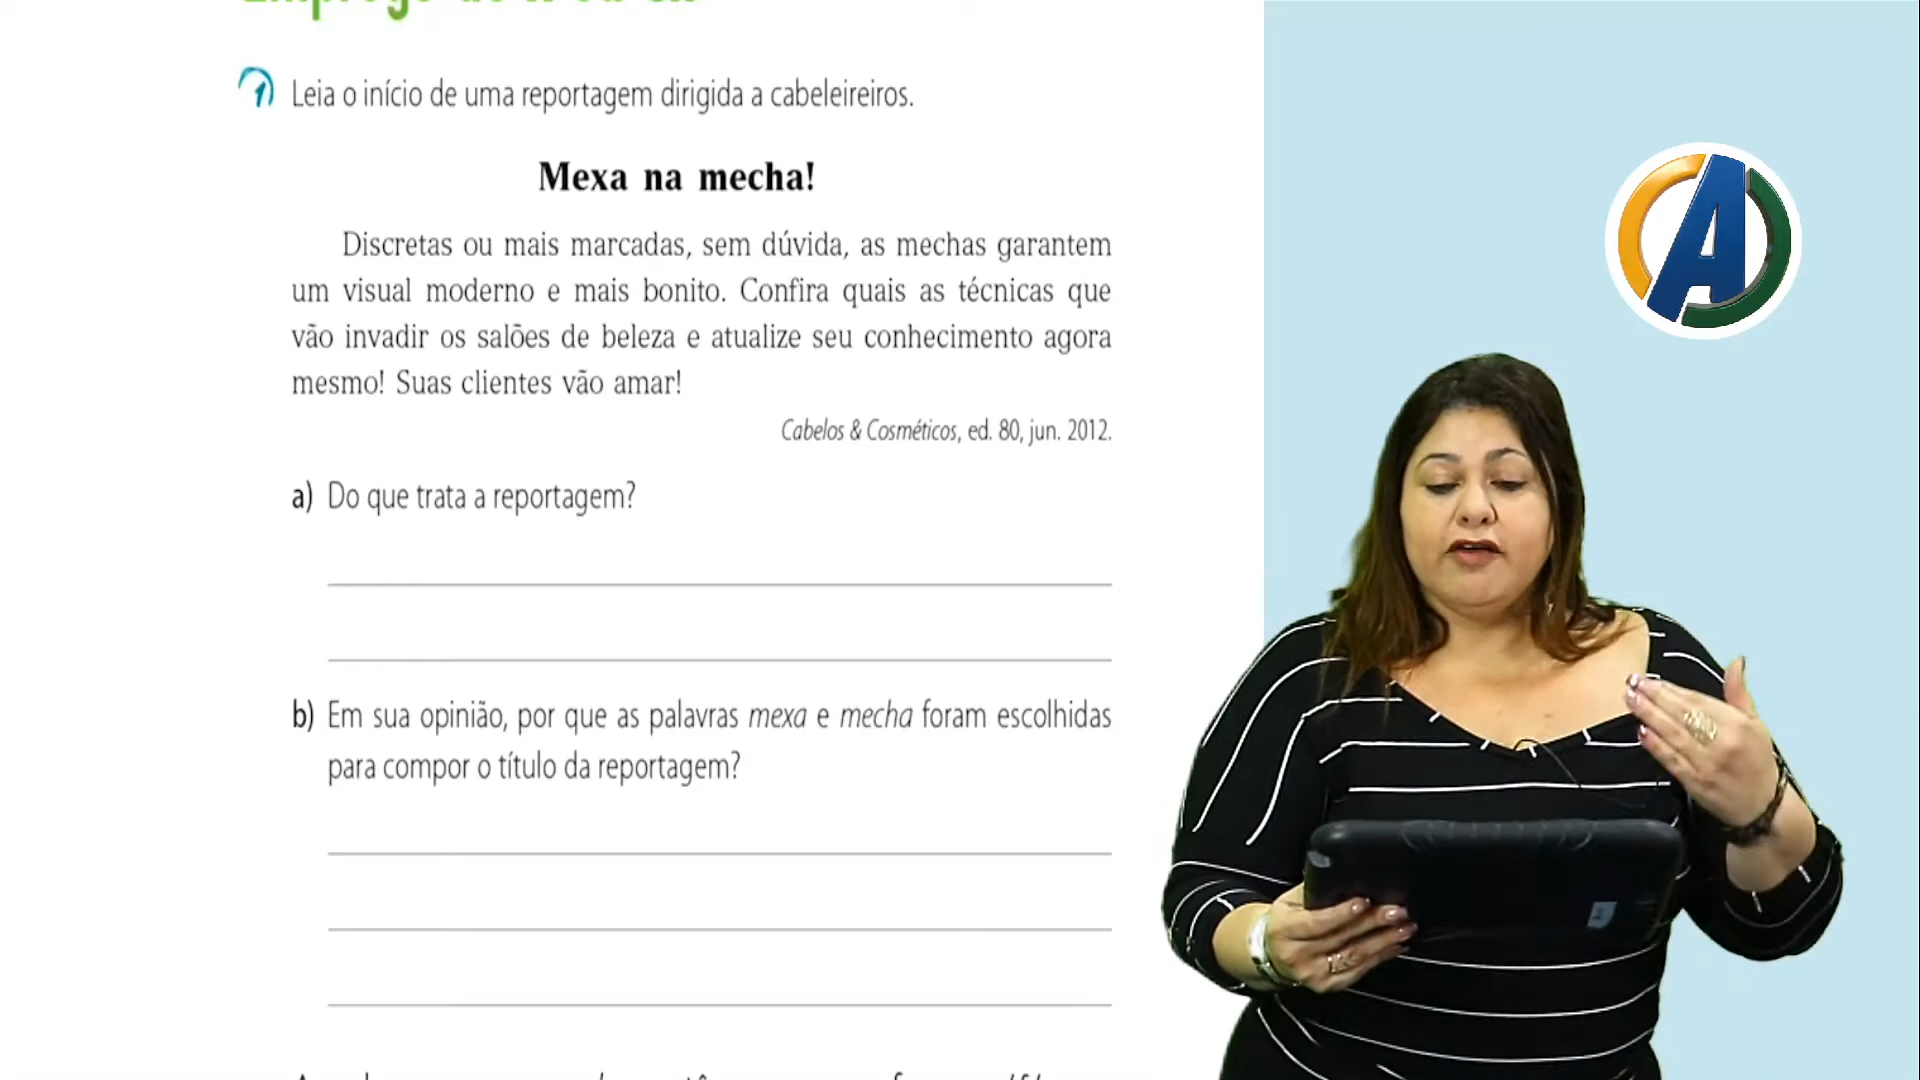 1 Leia o início de uma reportagem dirigida a cabeleireiros.
Mexa na mecha!
Discretas ou mais marcadas, sem dúvida, as mechas garantem
um visual moderno e mais bonito. Confira quais as técnicas que
vão invadir os salões de beleza e atualize seu conhecimento agora
mesmo! Suas clientes vão amar!
Cabelos & Cosméticos, ed. 80, jun. 2012.
a) Do que trata a reportagem?
b) Em sua opinião, por que as palavras mexa e mecha foram escolhidas
para compor o título da reportagem?
A